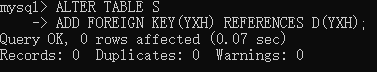 mysql> ALTER TABLE S
    -> ADD FOREIGN KEY(YXH) REFERENCES D(YXH);
Query OK, 0 rows affected (0.07 sec)
Records: 0  Duplicates: 0  Warnings: 0